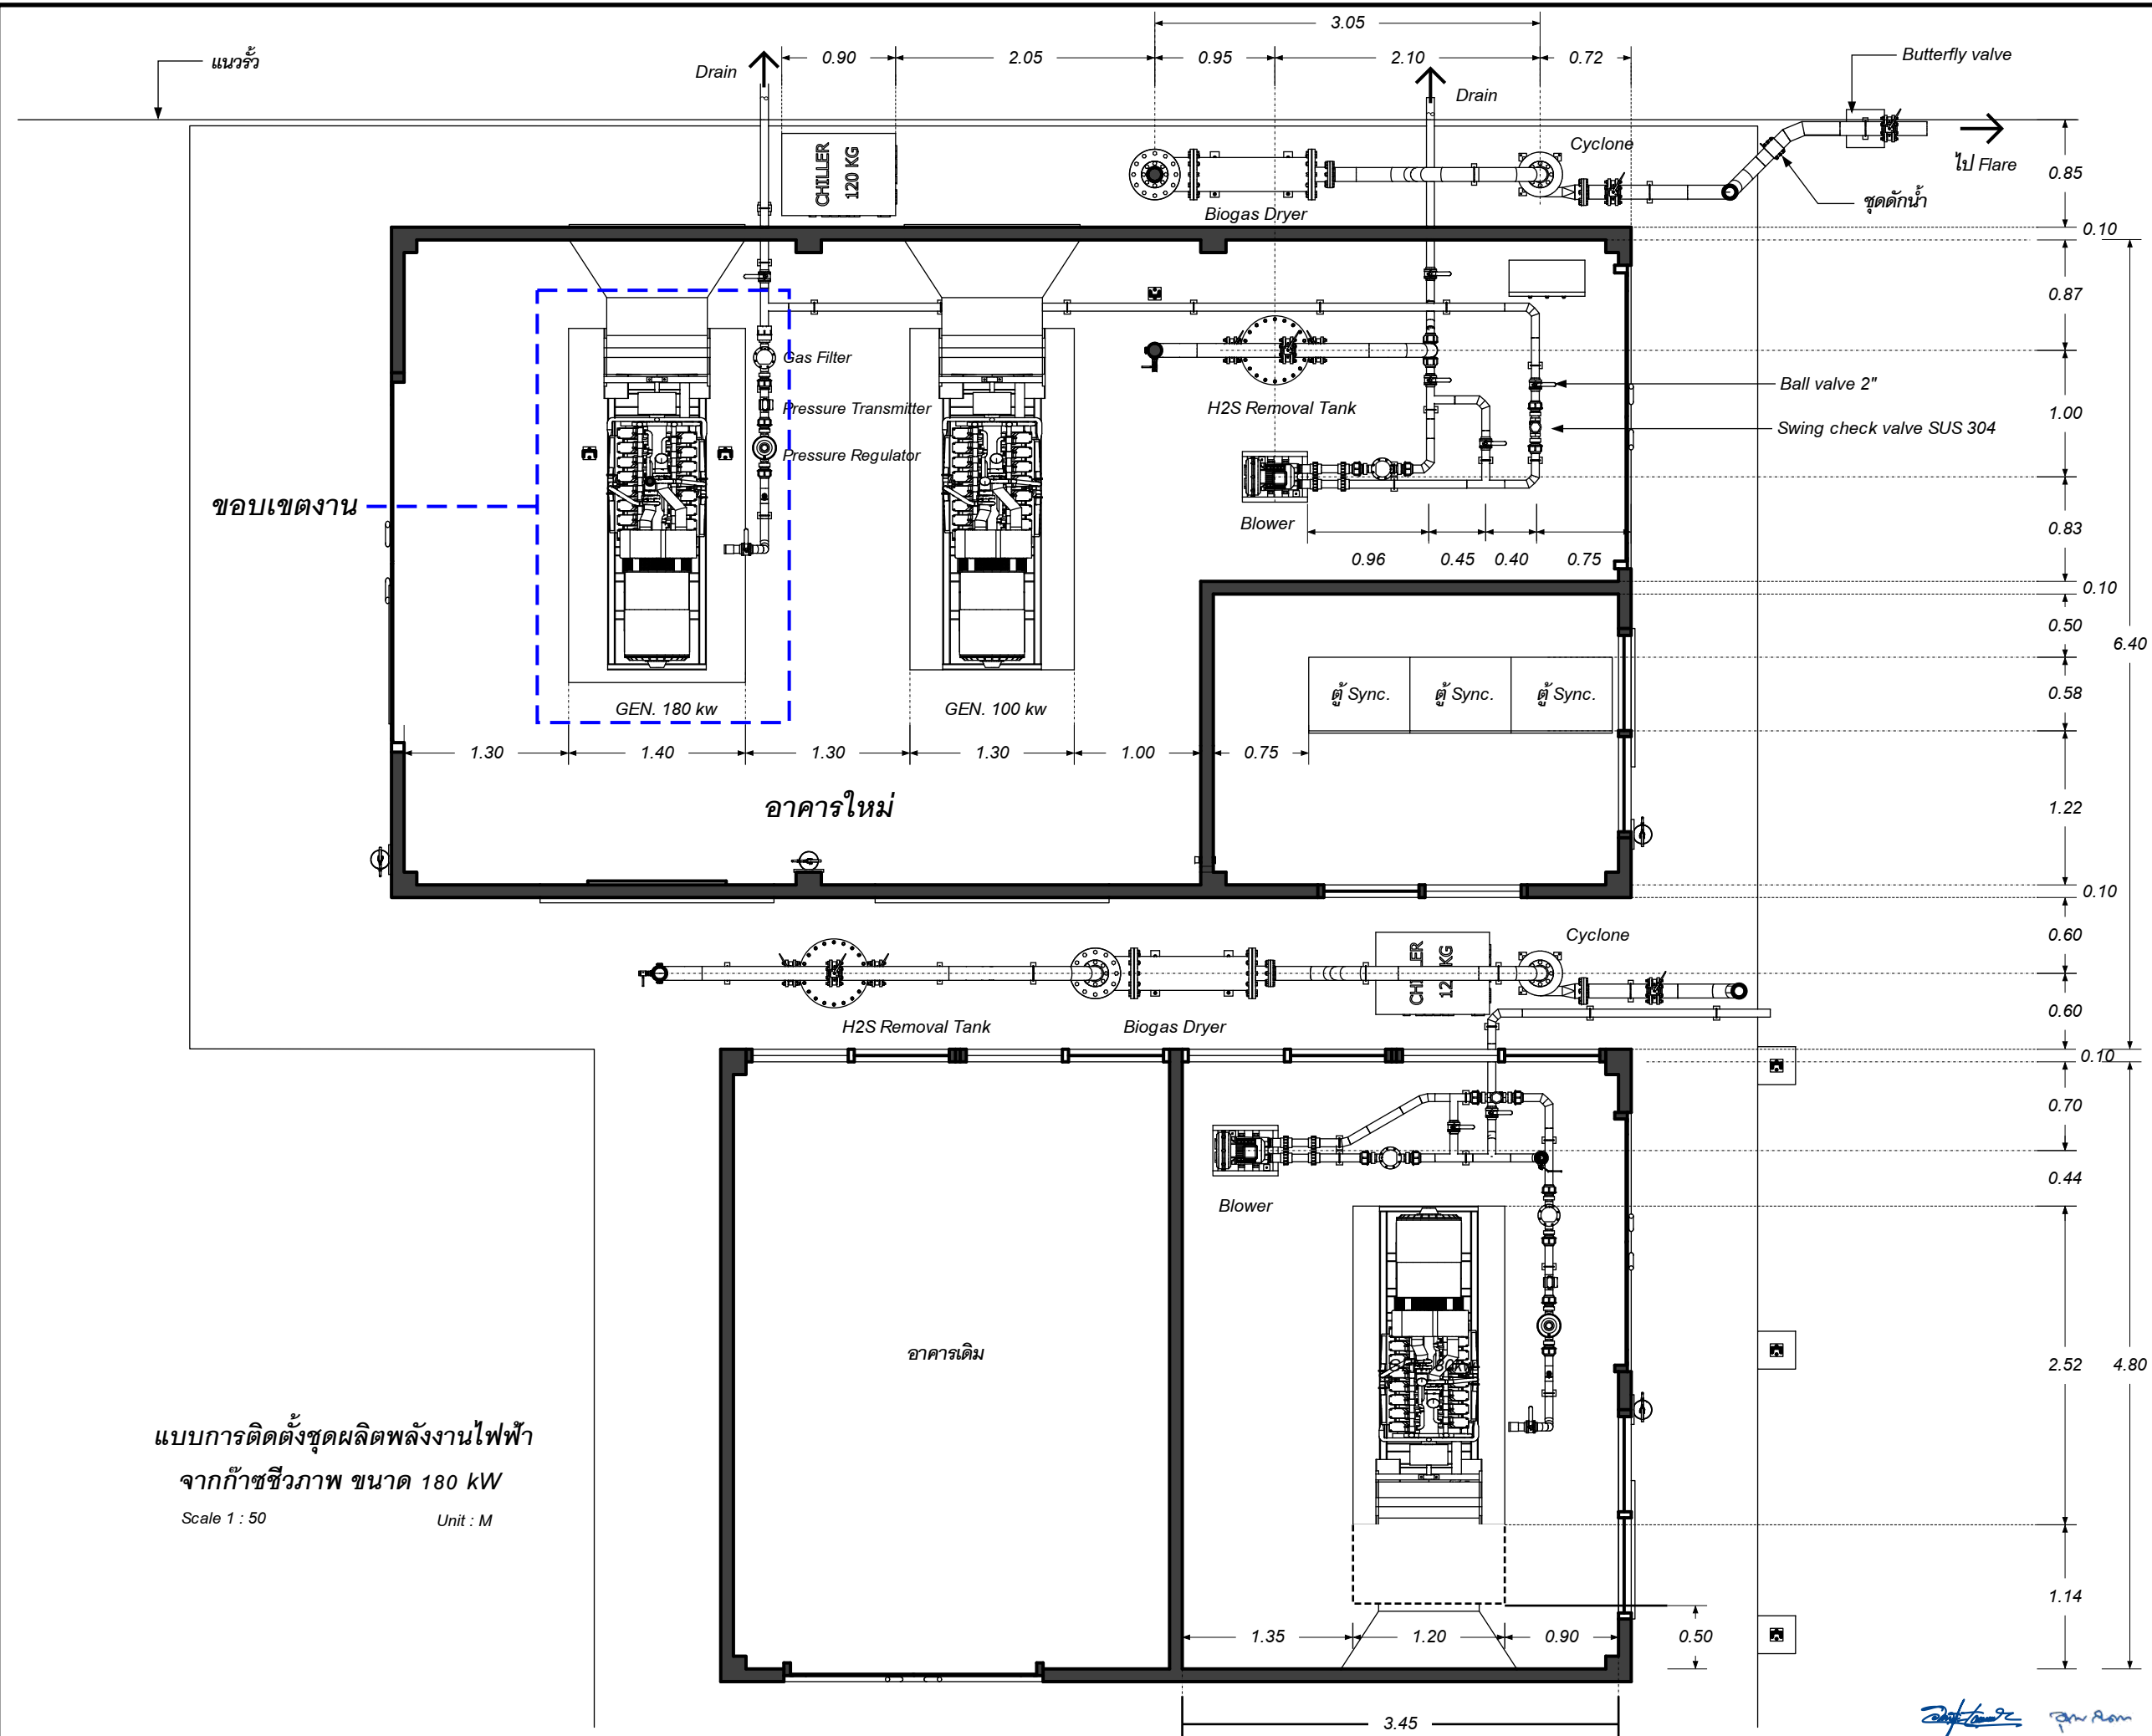 3.05
แนวรั้ว
Drain
0.90
2.05
0.95
2.10
0.72
Butterfly valve
Drain
CHILLER
120 KG
Cyclone
ไป Flare
0.85
ชุดดักน้ำ
Biogas Dryer
0.10
0.87
Gas Filter
Ball valve 2"
Pressure Transmitter
H2S Removal Tank
1.00
Swing check valve SUS 304
Pressure Regulator
ขอบเขตงาน
Blower
0.83
0.96
0.45
0.40
0.75
0.10
0.50
6.40
ตู้ Sync.
ตู้ Sync.
ตู้ Sync.
0.58
GEN. 180 kw
GEN. 100 kw
1.30
1.40
1.30
1.30
1.00
0.75
อาคารใหม่
1.22
0.10
Cyclone
0.60
H2S Removal Tank
Biogas Dryer
0.60
0.10
0.70
0.44
Blower
อาคารเดิม
2.52
4.80
แบบการติดตั้งชุดผลิตพลังงานไฟฟ้า
จากก๊าซชีวภาพ ขนาด 180 kW
Scale 1 : 50
Unit : M
1.14
1.35
1.20
0.90
0.50
3.45